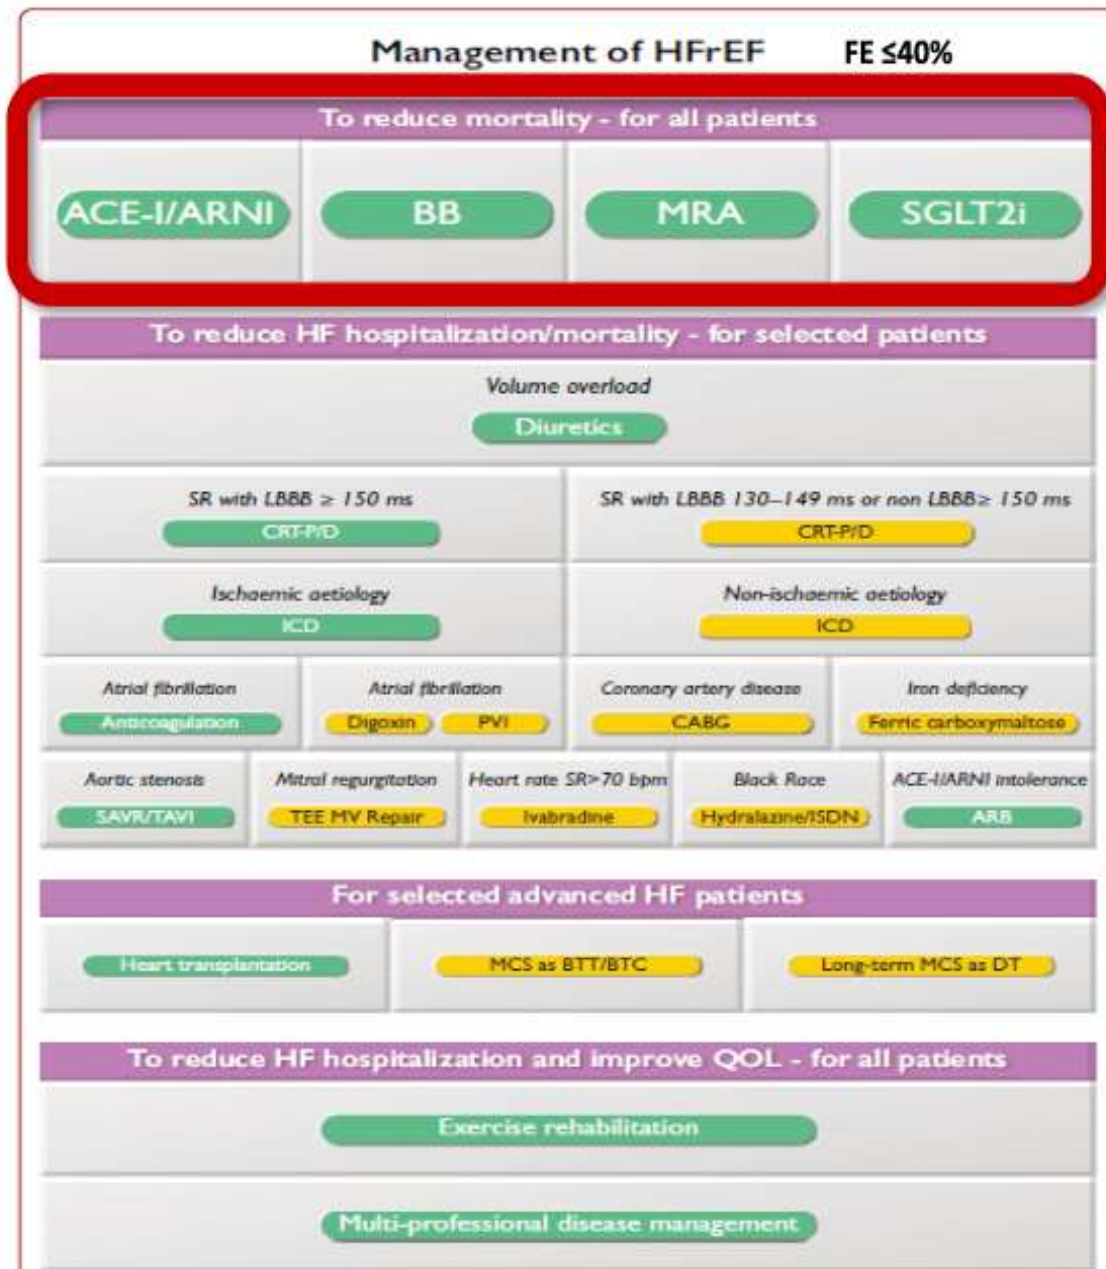 Management of HFrEF FE ≤40%
To reduce mortality - for all patients
ACE-I/ARNI BB MRA SGLT2i
To reduce HF hospitalization/mortality - for selected patients
Volume overload
Diuretics
SR with LBBB ≥ 150 ms SR with LBBB 130–149 ms or non LBBB≥ 150 ms
CRT-P/D CRT-P/D
Ischaemic aetiology Non-ischaemic aetiology
ICD ICD
Atrial fibrillation Atrial fibrillation Coronary artery disease Iron deficiency
Anticoagulation Digoxin PVI CABG Ferric carboxymaltose
Aortic stenosis Mitral regurgitation Heart rate SR>70 bpm Black Race ACE-I/ARNI intolerance
SAVR/TAVI TEE MV Repair Ivabradine Hydralazine/ISDN ARB
For selected advanced HF patients
Heart transplantation MCS as BTT/BTC Long-term MCS as DT
To reduce HF hospitalization and improve QOL - for all patients
Exercise rehabilitation
Multi-professional disease management